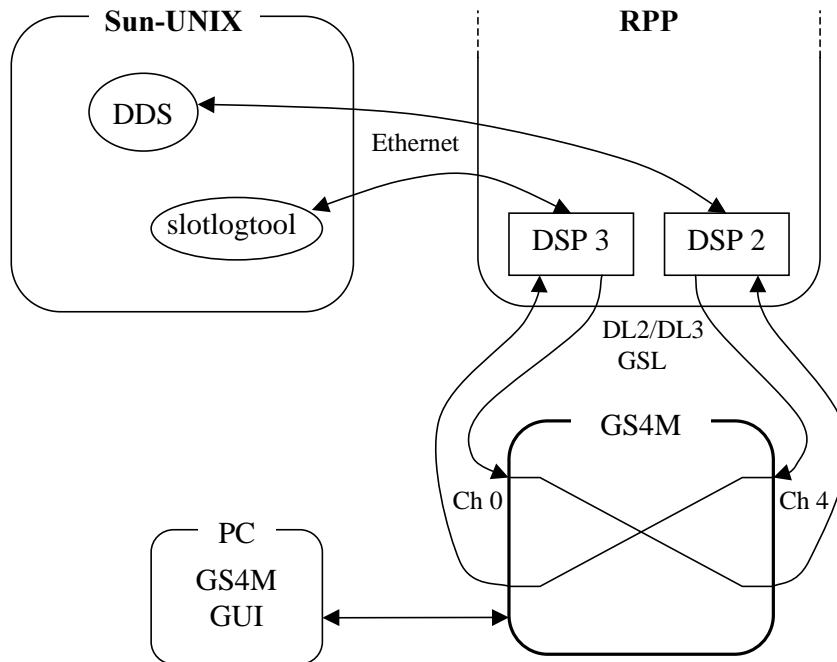 Sun-UNIX
RPP
DDS
Ethernet
slotlogtool
DSP 3
DSP 2
DL2/DL3
GSL
GS4M
Ch 0
Ch 4
PC
GS4M
GUI